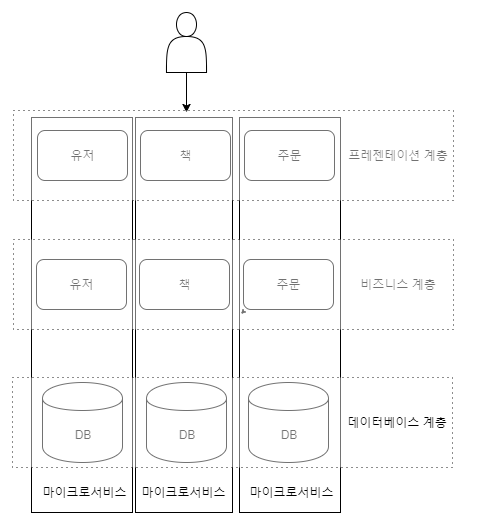 유저
책
주문
프레젠테이션 계층
유저
책
주문
비즈니스 계층
DB
DB
DB
데이터베이스 계층
마이크로서비스
마이크로서비스
마이크로서비스